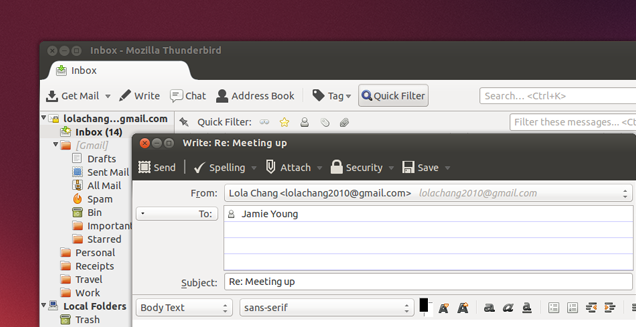 Inbox - Mozilla Thunderbird
Inbox
Get Mail Write Chat Address Book Tag Quick Filter Search... <Ctrl+K>
lolachang...gmail.com Quick Filter: Filter these messages... <Ctrl
Inbox (14)
[Gmail]
Drafts
Sent Mail
All Mail
Spam
Bin
Important
Starred
Personal
Receipts
Travel
Work
Local Folders
Trash
Write: Re: Meeting up
Send Spelling Attach Security Save
From: Lola Chang <lolachang2010@gmail.com> lolachang2010@gmail.com
To: Jamie Young
Subject: Re: Meeting up
Body Text sans-serif